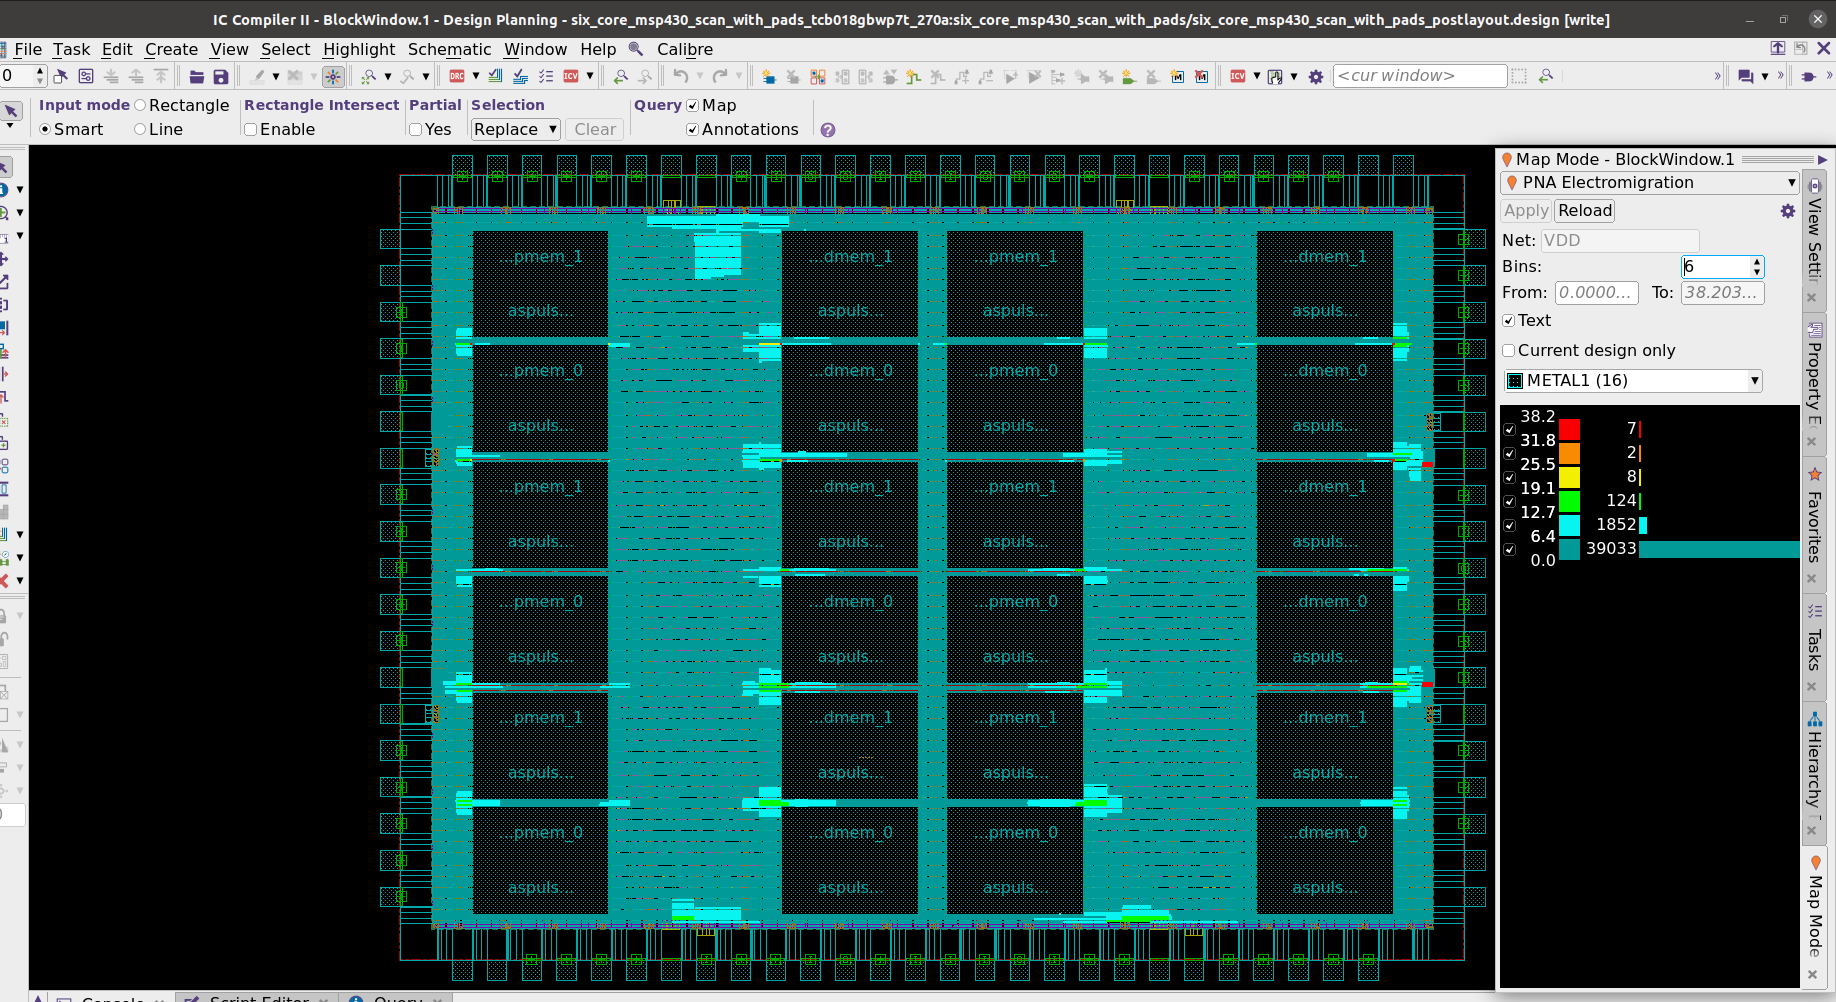 IC Compiler II - BlockWindow.1 - Design Planning - six_core_msp430_scan_with_pads_tcb018gbwp7t_270a:six_core_msp430_scan_with_pads/six_core_msp430_scan_with_pads_postlayout.design [write]
File Task Edit Create View Select Highlight Schematic Window Help Calibre
0 DRC ICV ICV <cur window>
Input mode Rectangle Rectangle Intersect Partial Selection Query Map
Smart Line Enable Yes Replace Clear Annotations
Map Mode - BlockWindow.1
PNA Electromigration
Apply Reload
Net: VDD
Bins: 6
From: 0.0000... To: 38.203...
Text
Current design only
METAL1 (16)
38.2
7
31.8
2
25.5
8
19.1
124
12.7
1852
6.4
39033
0.0
...pmem_1 ...dmem_1 ...pmem_1 ...dmem_1
aspuls... aspuls... aspuls... aspuls...
...pmem_0 ...dmem_0 ...pmem_0 ...dmem_0
aspuls... aspuls... aspuls... aspuls...
...pmem_1 ...dmem_1 ...pmem_1 ...dmem_1
aspuls... aspuls... aspuls... aspuls...
...pmem_0 ...dmem_0 ...pmem_0 ...dmem_0
aspuls... aspuls... aspuls... aspuls...
...pmem_1 ...dmem_1 ...pmem_1 ...dmem_1
aspuls... aspuls... aspuls... aspuls...
...pmem_0 ...dmem_0 ...pmem_0 ...dmem_0
aspuls... aspuls... aspuls... aspuls...
View Setti
Property E
Favorites
Tasks
Hierarchy
Map Mode
Console Script Editor Query